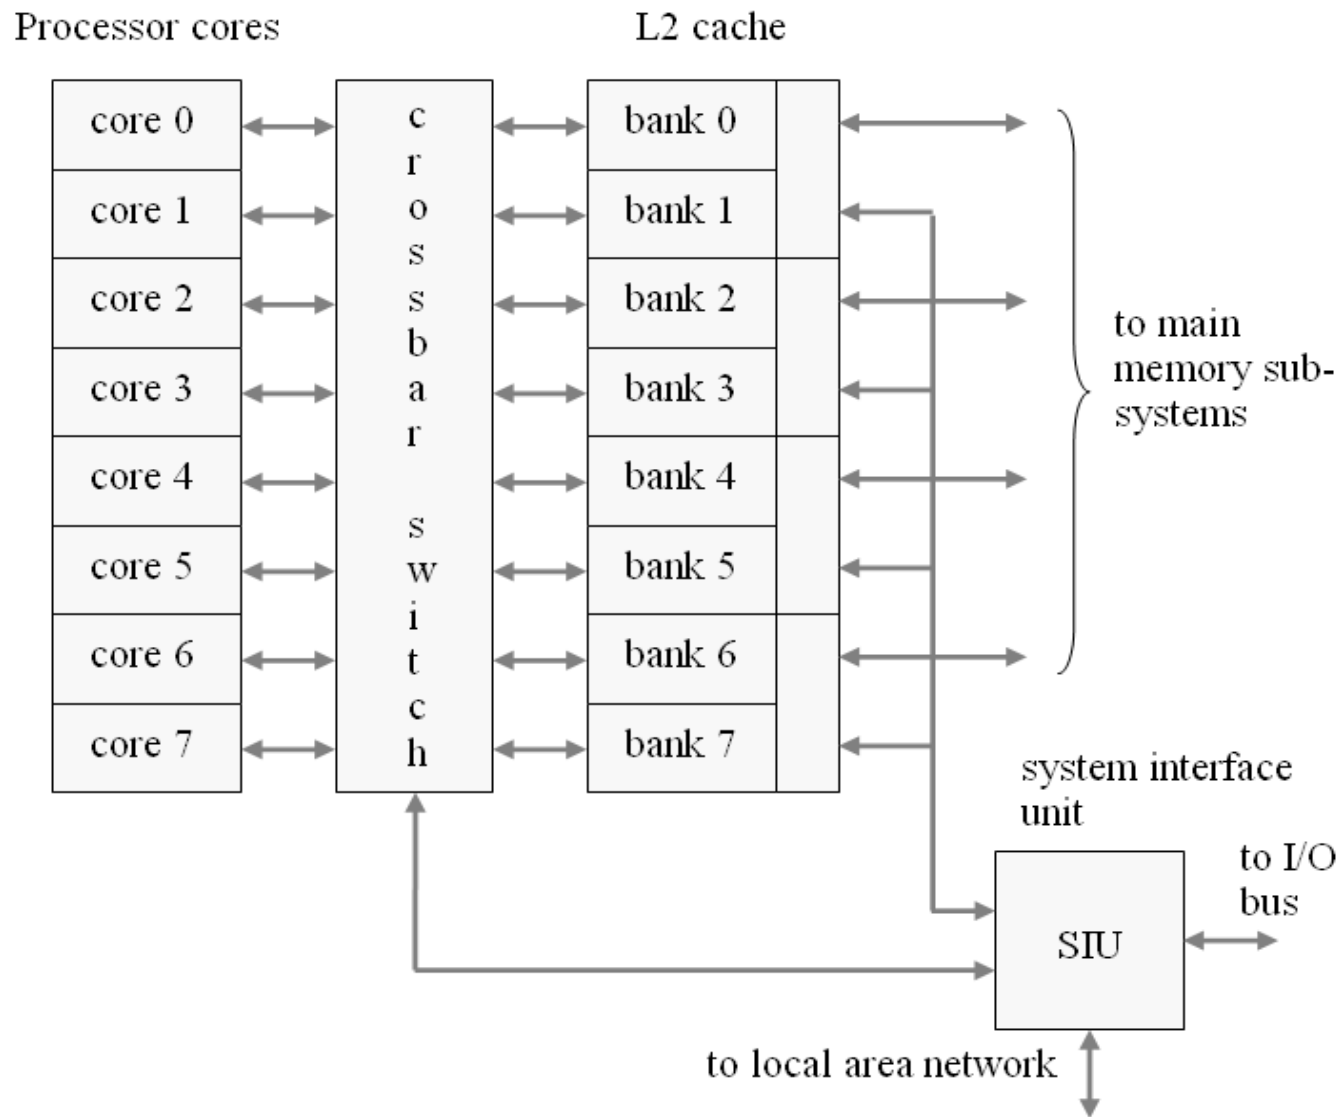 Processor cores
L2 cache
core 0
core 1
core 2
core 3
core 4
core 5
core 6
core 7
crossbar switch
bank 0
bank 1
bank 2
bank 3
bank 4
bank 5
bank 6
bank 7
to main
memory sub-
systems
system interface
unit
to I/O
bus
SIU
to local area network